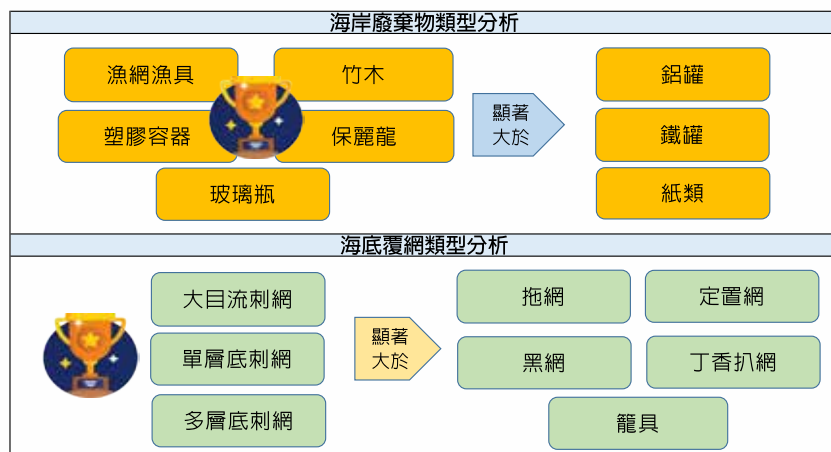 海岸廢棄物類型分析
漁網漁具
竹木
塑膠容器
保麗龍
玻璃瓶
顯著
大於
鋁罐
鐵罐
紙類
海底覆網類型分析
大目流刺網
單層底刺網
多層底刺網
顯著
大於
拖網
定置網
黑網
丁香扒網
籠具